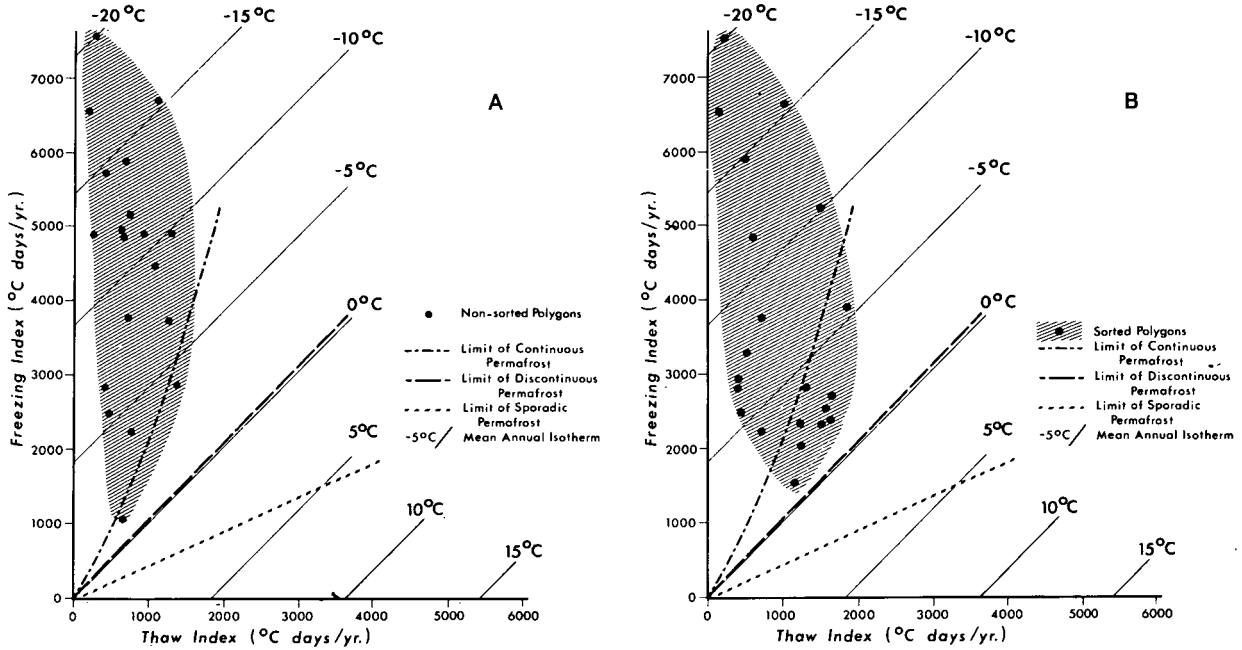 -20°C
-15°C
-10°C
-5°C
0°C
5°C
10°C
15°C
A
7000
6000
5000
4000
3000
2000
1000
0
Freezing Index (°C days/yr.)
0 1000 2000 3000 4000 5000 6000
Thaw Index (°C days/yr.)
Non-sorted Polygons
Limit of Continuous
Permafrost
Limit of Discontinuous
Permafrost
Limit of Sporadic
Permafrost
-5°C Mean Annual Isotherm
-20°C
-15°C
-10°C
-5°C
0°C
5°C
10°C
15°C
B
7000
6000
5000
4000
3000
2000
1000
0
Freezing Index (°C days/yr.)
0 1000 2000 3000 4000 5000 6000
Thaw Index (°C days/yr.)
Sorted Polygons
Limit of Continuous
Permafrost
Limit of Discontinuous
Permafrost
Limit of Sporadic
Permafrost
-5°C Mean Annual Isotherm